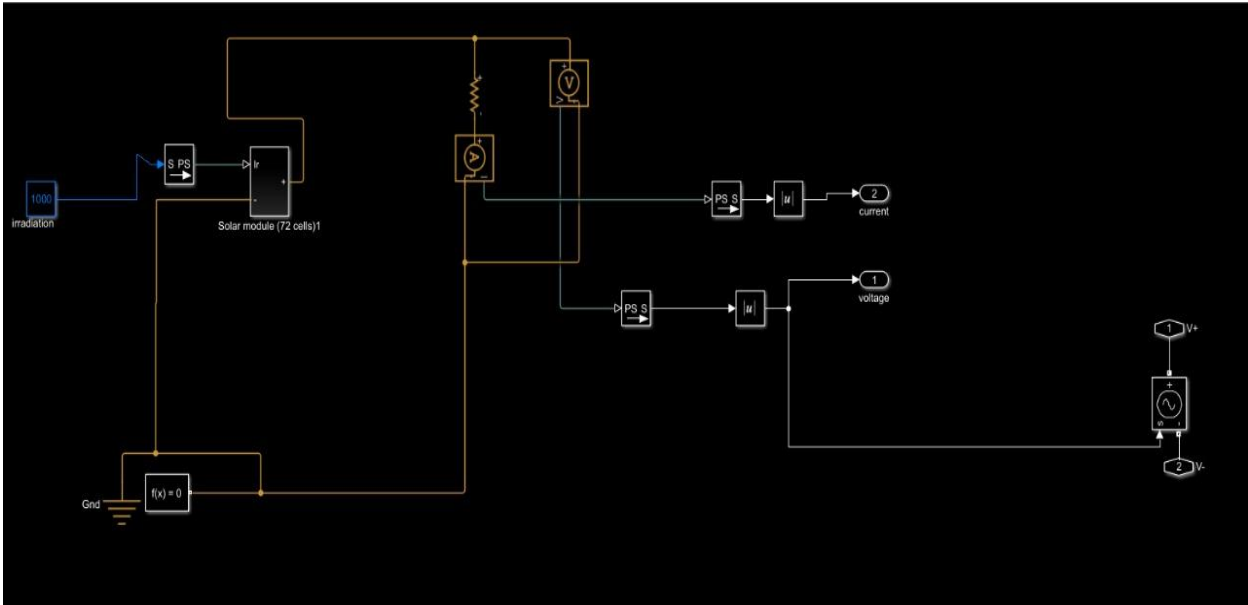 1000
irradiation
S PS
Ir
+
-
Solar module (72 cells)1
+
-
+
A
-
+
V
V
PS S
|u|
2
current
PS S
|u|
1
voltage
1
V+
+
s
-
2
V-
Gnd
f(x) = 0